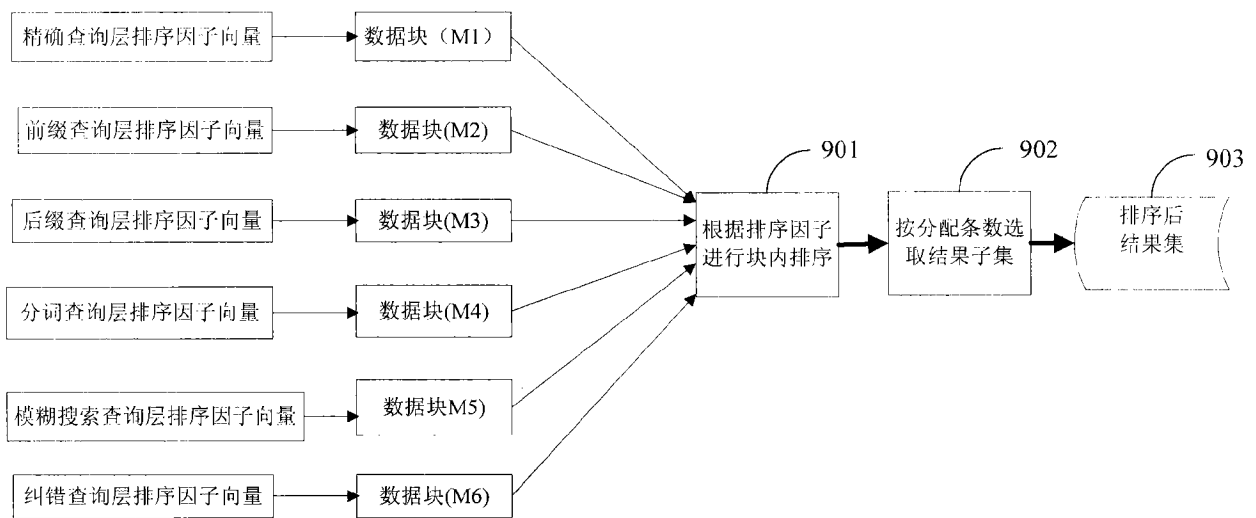 精确查询层排序因子向量
数据块（M1）
前缀查询层排序因子向量
数据块(M2)
后缀查询层排序因子向量
数据块(M3)
分词查询层排序因子向量
数据块(M4)
模糊搜索查询层排序因子向量
数据块M5)
纠错查询层排序因子向量
数据块(M6)
901
根据排序因子
进行块内排序
902
按分配条数选
取结果子集
903
排序后
结果集